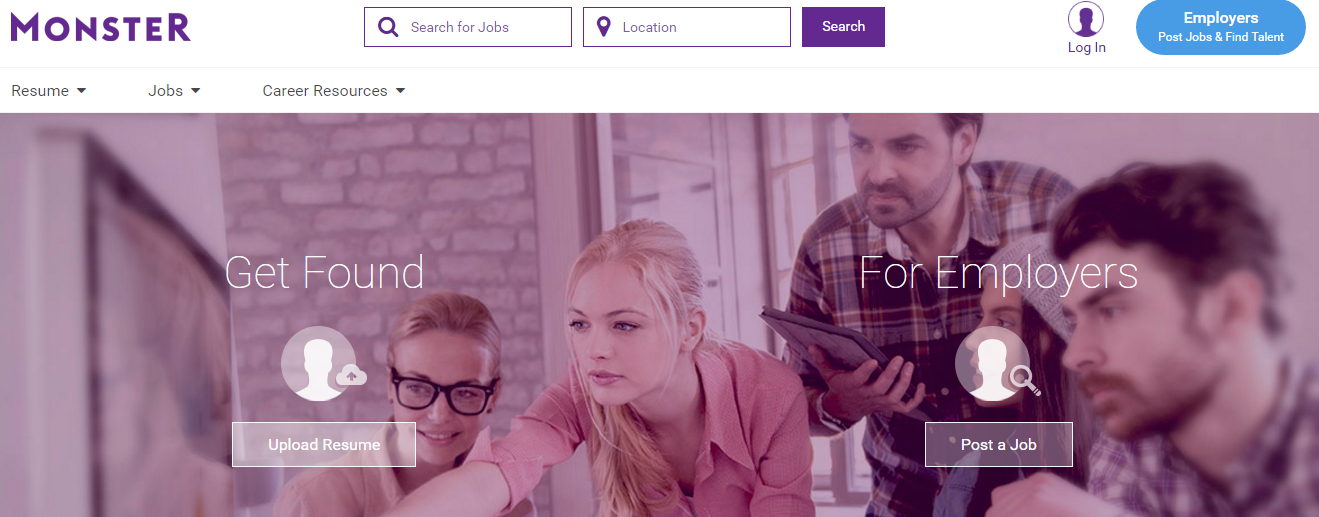 MONSTER
Search for Jobs
Location
Search
Log In
Employers
Post Jobs & Find Talent
Resume
Jobs
Career Resources
Get Found
For Employers
Upload Resume
Post a Job